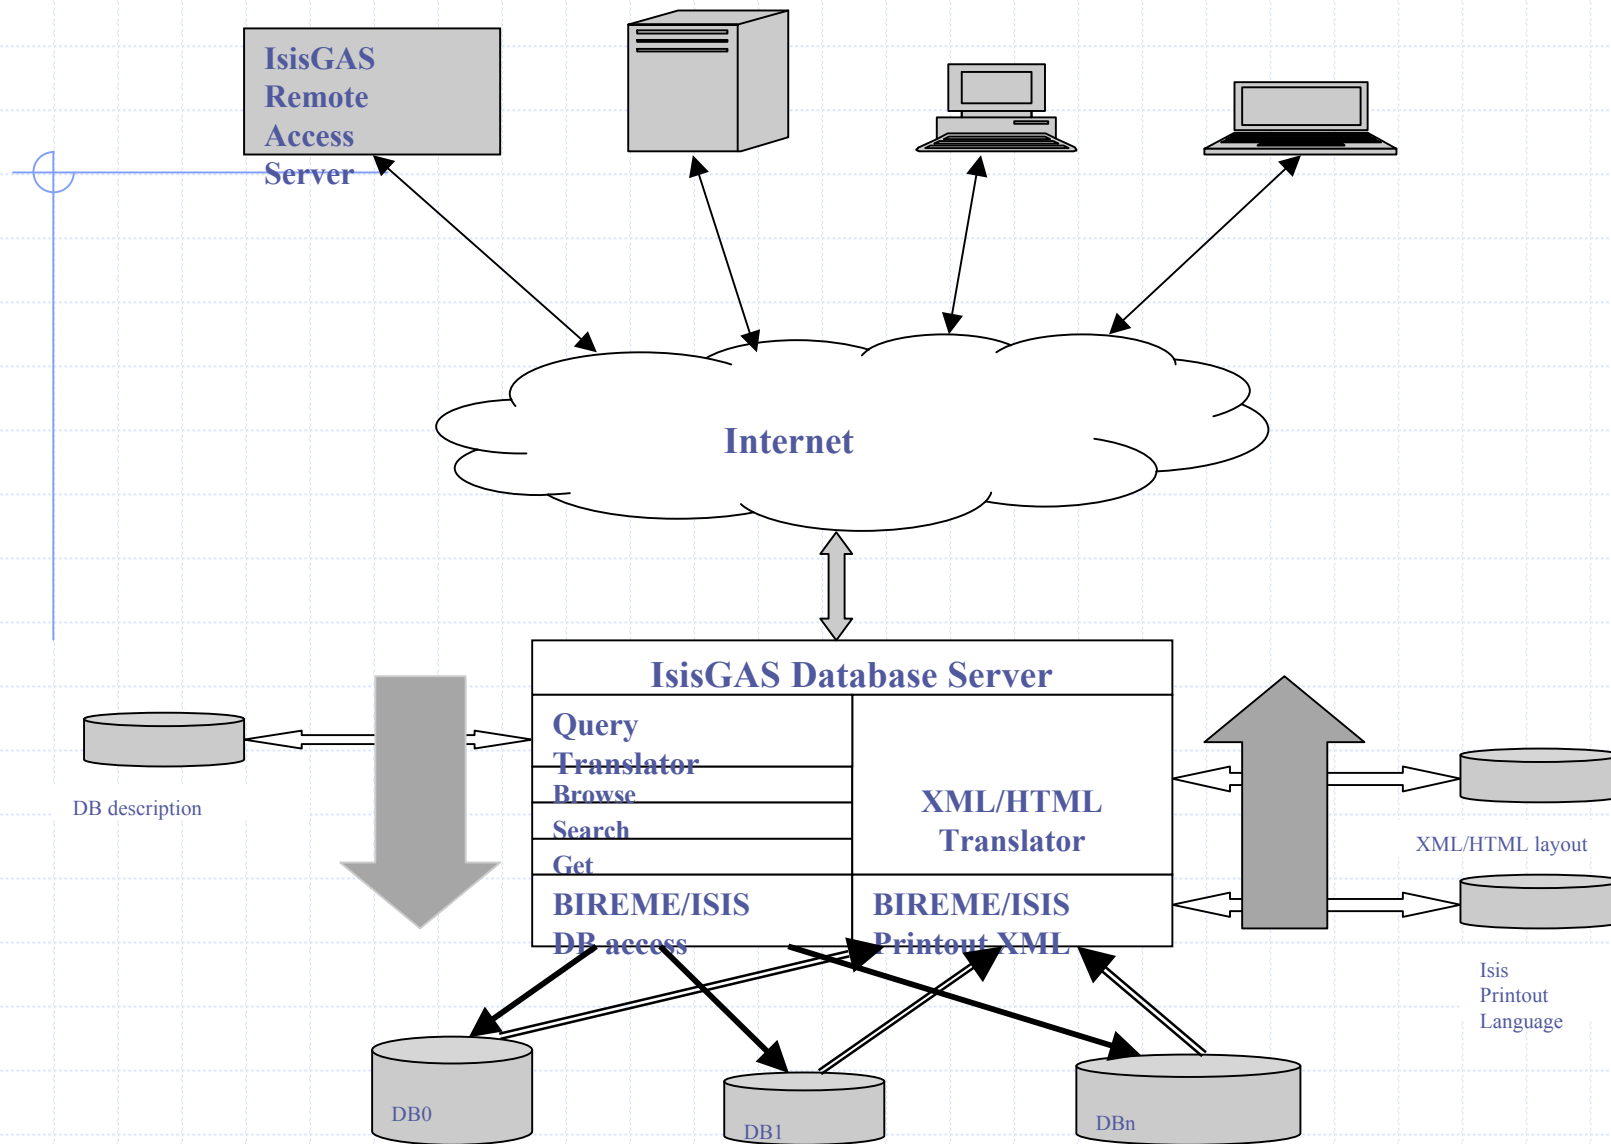 IsisGAS
Remote
Access
Server
Internet
IsisGAS Database Server
Query
Translator
Browse
Search
Get
XML/HTML
Translator
BIREME/ISIS
DB access
BIREME/ISIS
Printout XML
DB description
XML/HTML layout
Isis
Printout
Language
DB0
DB1
DBn